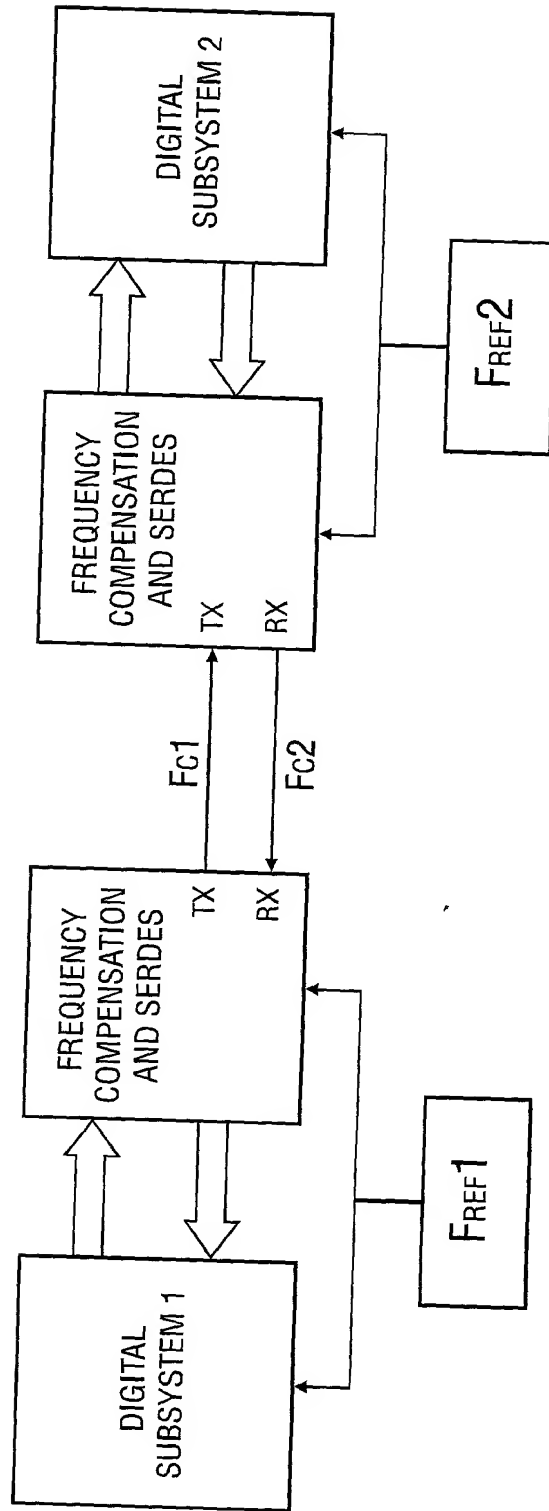 DIGITAL
SUBSYSTEM 1
FREQUENCY
COMPENSATION
AND SERDES
TX
RX
FREF1
FC1
FC2
FREQUENCY
COMPENSATION
AND SERDES
TX
RX
DIGITAL
SUBSYSTEM 2
FREF2